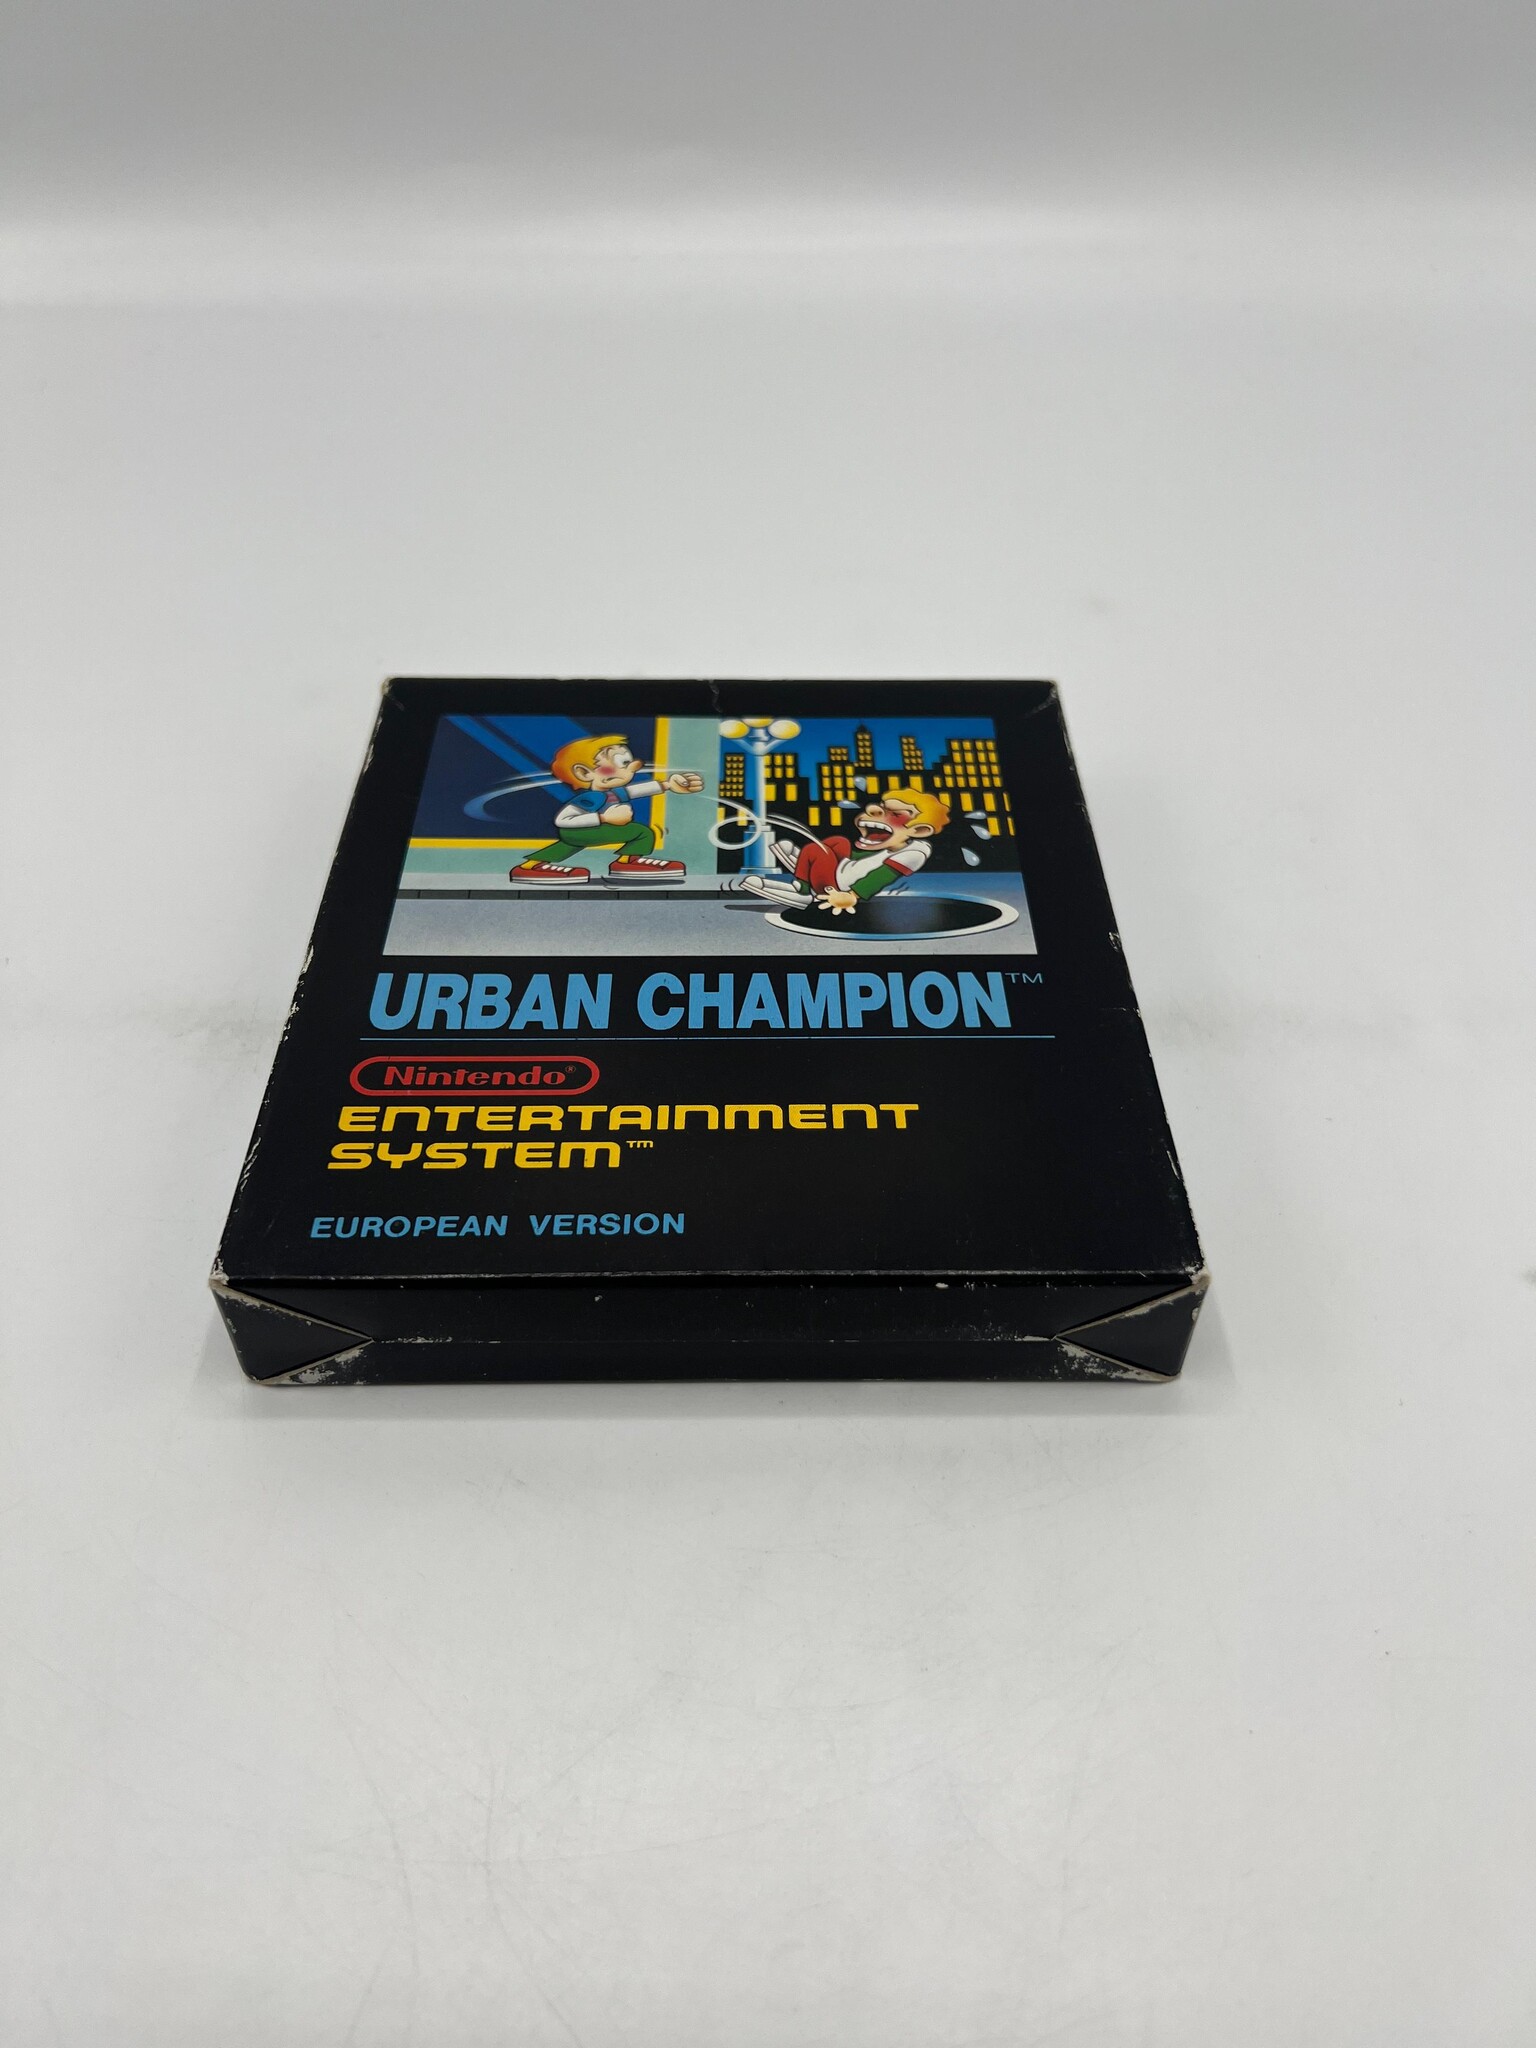 URBAN CHAMPION™
Nintendo®
ENTERTAINMENT
SYSTEM™
EUROPEAN VERSION